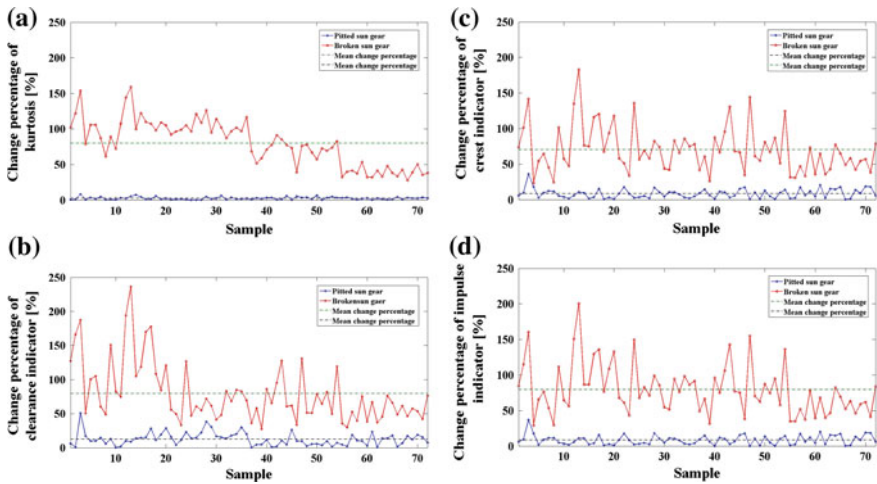 (a)
Change percentage of
kurtosis [%]
250
200
150
100
50
0
10
20
30
40
50
60
70
Sample
Pitted sun gear
Broken sun gear
Mean change percentage
Mean change percentage
(c)
Change percentage of
crest indicator [%]
250
200
150
100
50
0
10
20
30
40
50
60
70
Sample
Pitted sun gear
Broken sun gear
Mean change percentage
Mean change percentage
(b)
Change percentage of
clearance indicator [%]
250
200
150
100
50
0
10
20
30
40
50
60
70
Sample
Pitted sun gear
Brokensun gaer
Mean change percentage
Mean change percentage
(d)
Change percentage of impulse
indicator [%]
250
200
150
100
50
0
10
20
30
40
50
60
70
Sample
Pitted sun gear
Broken sun gear
Mean change percentage
Mean change percentage